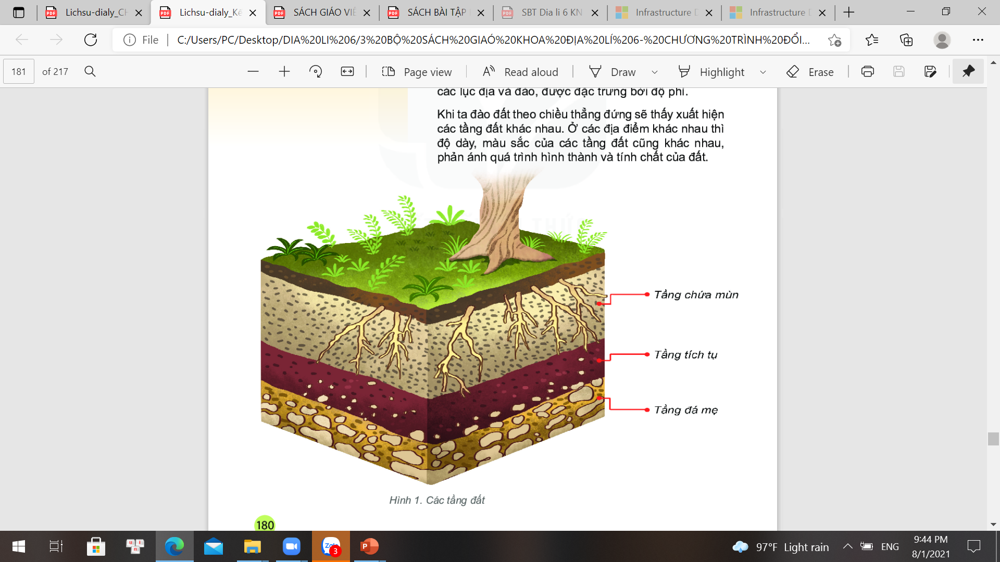 Lichsu-dialy_CH
Lichsu-dialy_Kế
SÁCH GIÁO VIÊ
SÁCH BÀI TẬP
SBT Dia li 6 KN
Infrastructure D
Infrastructure D
File
C:/Users/PC/Desktop/DIA%20LI%206/3%20BỘ%20SÁCH%20GIAÓ%20KHOA%20ĐỊA%20LÍ%206-%20CHƯƠNG%20TRÌNH%20ĐỔI...
181 of 217
Page view
Read aloud
Draw
Highlight
Erase
các lục địa và đảo, được đặc trưng bởi độ phì.
Khi ta đào đất theo chiều thẳng đứng sẽ thấy xuất hiện
các tầng đất khác nhau. Ở các địa điểm khác nhau thì
độ dày, màu sắc của các tầng đất cũng khác nhau,
phản ánh quá trình hình thành và tính chất của đất.
Tầng chứa mùn
Tầng tích tụ
Tầng đá mẹ
Hình 1. Các tầng đất
180
Zalo
3
97°F Light rain
ENG
9:44 PM
8/1/2021